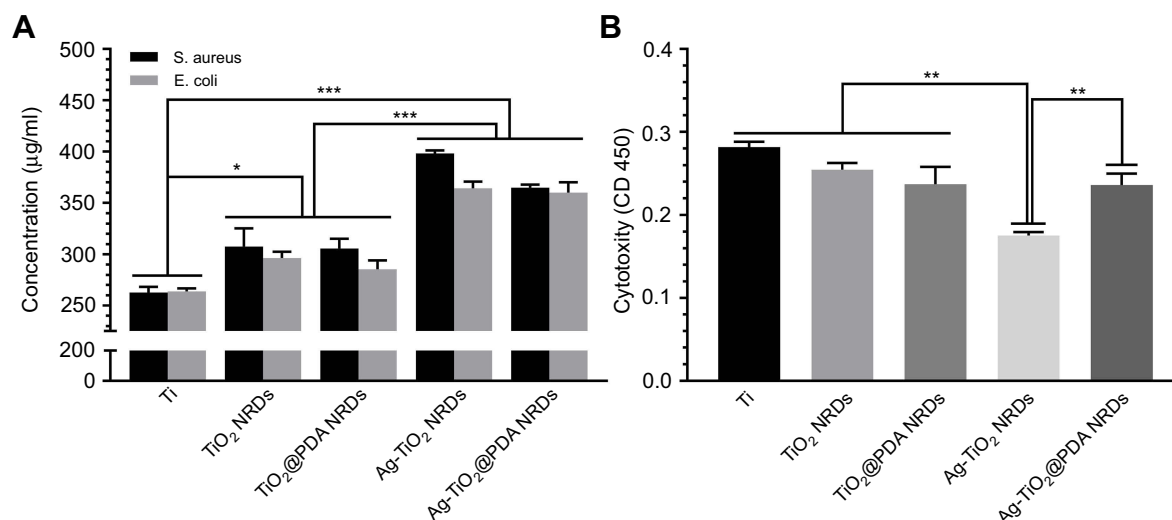 A
500
450
400
350
300
250
200
0
Concentration (µg/ml)
S. aureus
E. coli
***
***
*
Ti
TiO₂ NRDs
TiO₂@PDA NRDs
Ag-TiO₂ NRDs
Ag-TiO₂@PDA NRDs
B
0.4
0.3
0.2
0.1
0.0
Cytotoxity (CD 450)
**
**
Ti
TiO₂ NRDs
TiO₂@PDA NRDs
Ag-TiO₂ NRDs
Ag-TiO₂@PDA NRDs